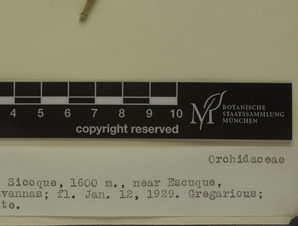 4 5 6 7 8 9 10
BOTANISCHE
STAATSSAMMLUNG
MÜNCHEN
copyright reserved
Orchidaceae
Sicoque, 1600 m., near Escuque,
vannas; fl. Jan. 12, 1929. Gregarious;
te.